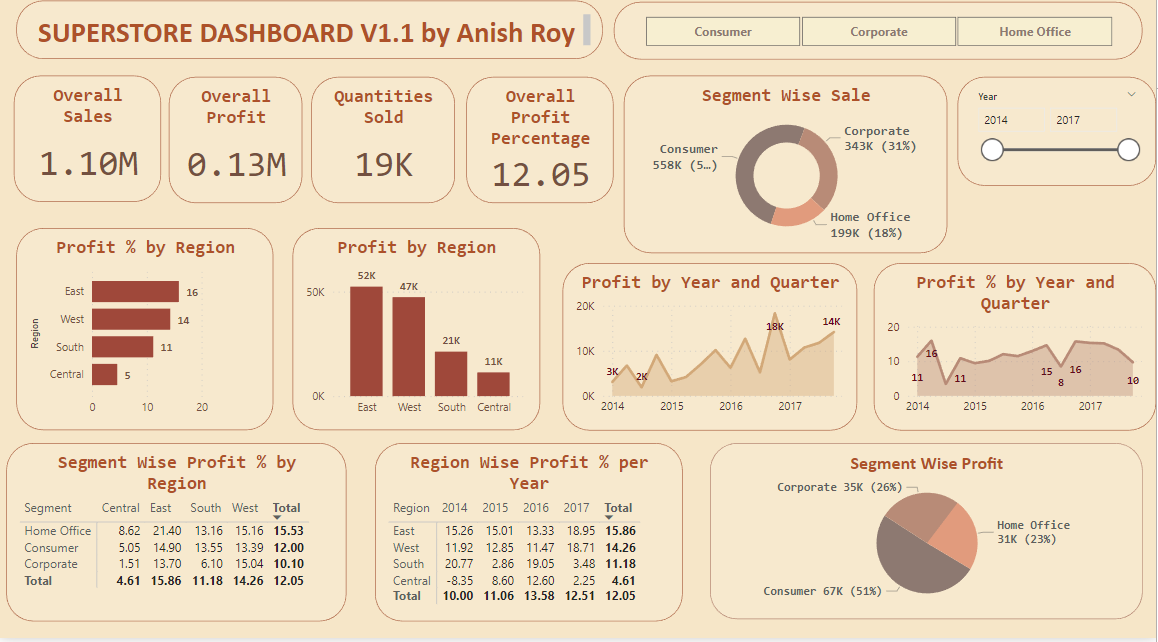 SUPERSTORE DASHBOARD V1.1 by Anish Roy
Consumer Corporate Home Office
Overall
Sales
1.10M
Overall
Profit
0.13M
Quantities
Sold
19K
Overall
Profit
Percentage
12.05
Segment Wise Sale
Corporate
343K (31%)
Consumer
558K (5...)
Home Office
199K (18%)
Year
2014 2017
Profit % by Region
Region
East 16
West 14
South 11
Central 5
0 10 20
Profit by Region
50K
0K
52K
47K
21K
11K
East West South Central
Profit by Year and Quarter
20K
10K
0K
3K
2K
18K
14K
2014 2015 2016 2017
Profit % by Year and
Quarter
20
10
0
11
16
11
15
8
16
10
2014 2015 2016 2017
Segment Wise Profit % by
Region
Segment Central East South West Total
Home Office 8.62 21.40 13.16 15.16 15.53
Consumer 5.05 14.90 13.55 13.39 12.00
Corporate 1.51 13.70 6.10 15.04 10.10
Total 4.61 15.86 11.18 14.26 12.05
Region Wise Profit % per
Year
Region 2014 2015 2016 2017 Total
East 15.26 15.01 13.33 18.95 15.86
West 11.92 12.85 11.47 18.71 14.26
South 20.77 2.86 19.05 3.48 11.18
Central -8.35 8.60 12.60 2.25 4.61
Total 10.00 11.06 13.58 12.51 12.05
Segment Wise Profit
Corporate 35K (26%)
Home Office
31K (23%)
Consumer 67K (51%)